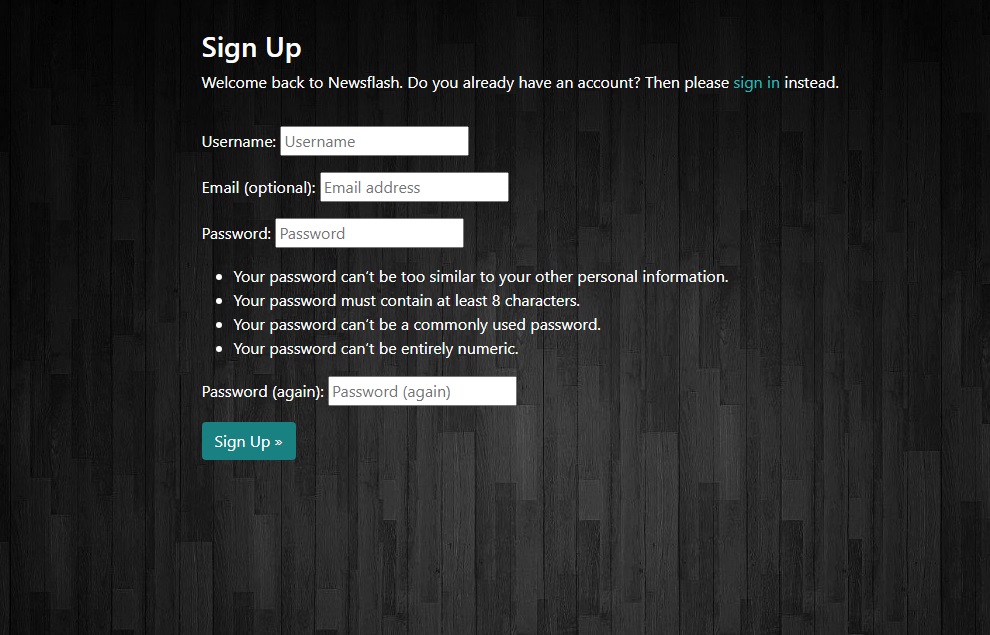 Sign Up
Welcome back to Newsflash. Do you already have an account? Then please sign in instead.
Username: Username
Email (optional): Email address
Password: Password
• Your password can’t be too similar to your other personal information.
• Your password must contain at least 8 characters.
• Your password can’t be a commonly used password.
• Your password can’t be entirely numeric.
Password (again): Password (again)
Sign Up »